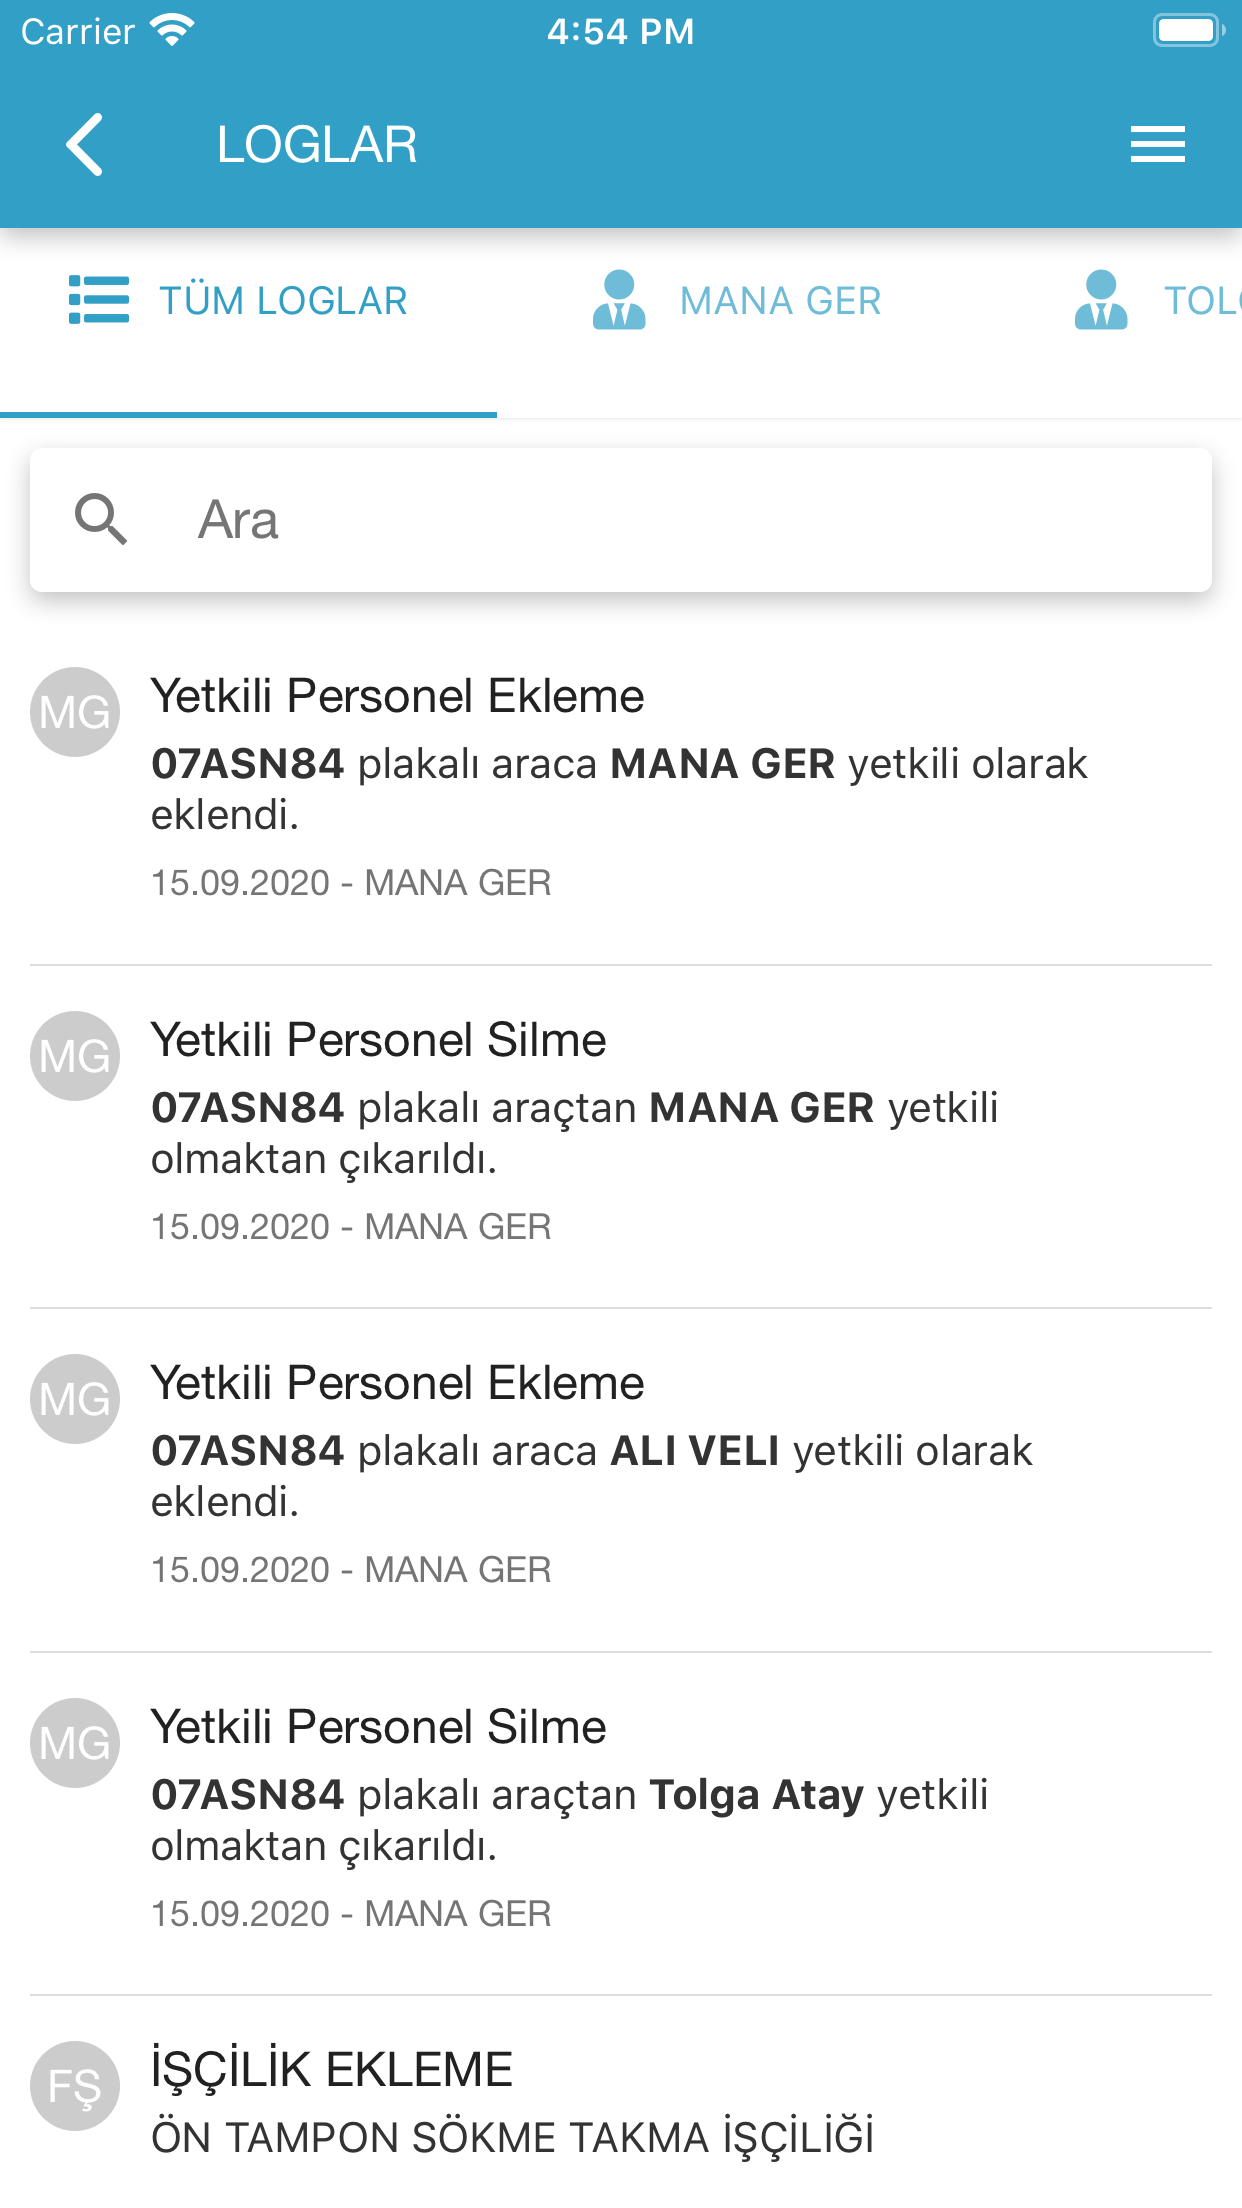 Carrier 4:54 PM
LOGLAR
TÜM LOGLAR MANA GER
Ara
MG Yetkili Personel Ekleme
07ASN84 plakalı araca MANA GER yetkili olarak
eklendi.
15.09.2020 - MANA GER
MG Yetkili Personel Silme
07ASN84 plakalı araçtan MANA GER yetkili
olmaktan çıkarıldı.
15.09.2020 - MANA GER
MG Yetkili Personel Ekleme
07ASN84 plakalı araca ALI VELI yetkili olarak
eklendi.
15.09.2020 - MANA GER
MG Yetkili Personel Silme
07ASN84 plakalı araçtan Tolga Atay yetkili
olmaktan çıkarıldı.
15.09.2020 - MANA GER
FŞ İŞÇİLİK EKLEME
ÖN TAMPON SÖKME TAKMA İŞÇİLİĞİ